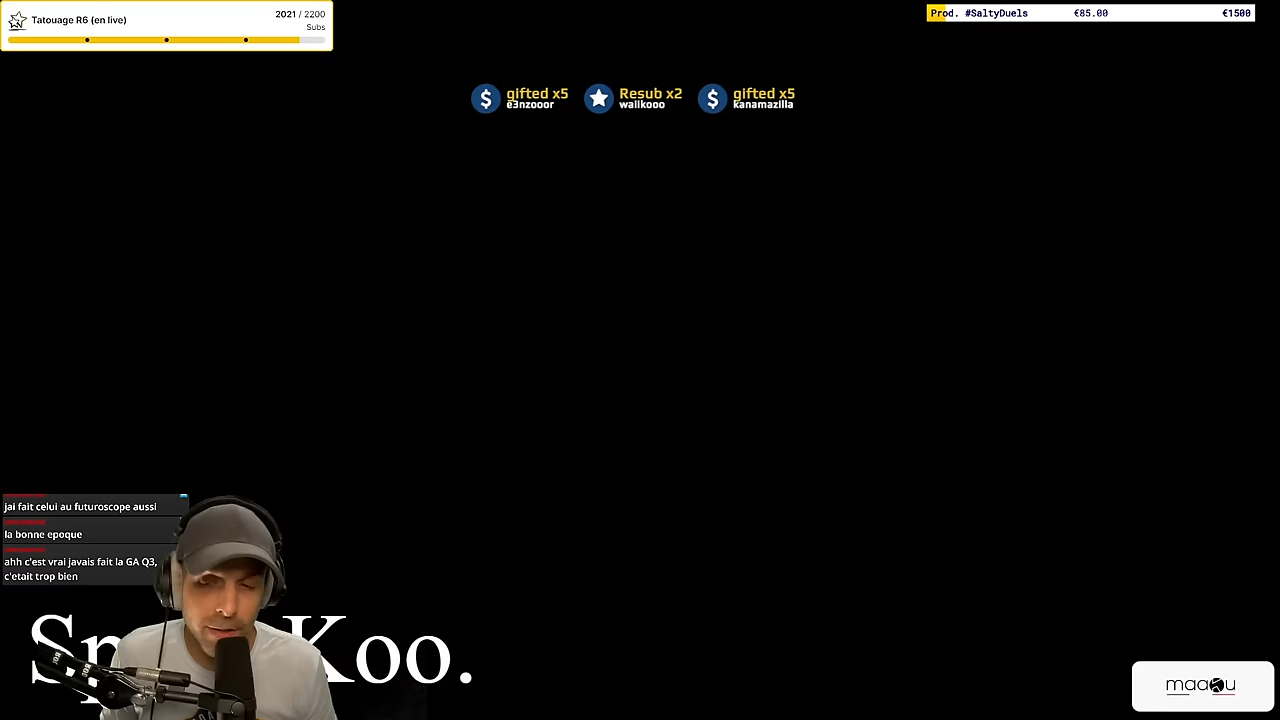 Tatouage R6 (en live)
2021 / 2200
Subs
Prod. #SaltyDuels €85.00 €1500
gifted x5
e3nzooor
Resub x2
walikooo
gifted x5
kanamazilla
jai fait celui au futuroscope aussi
la bonne epoque
ahh c'est vrai javais fait la GA Q3,
c'etait trop bien
Koo.